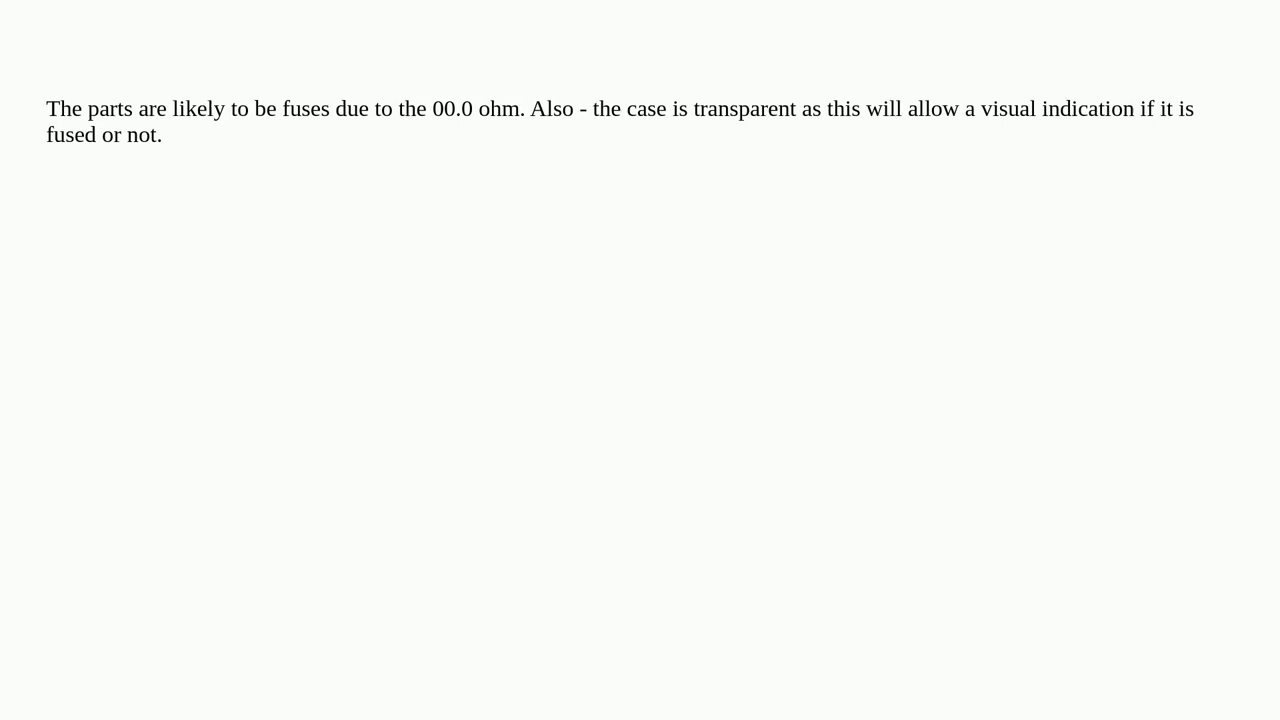 The parts are likely to be fuses due to the 00.0 ohm. Also - the case is transparent as this will allow a visual indication if it is
fused or not.